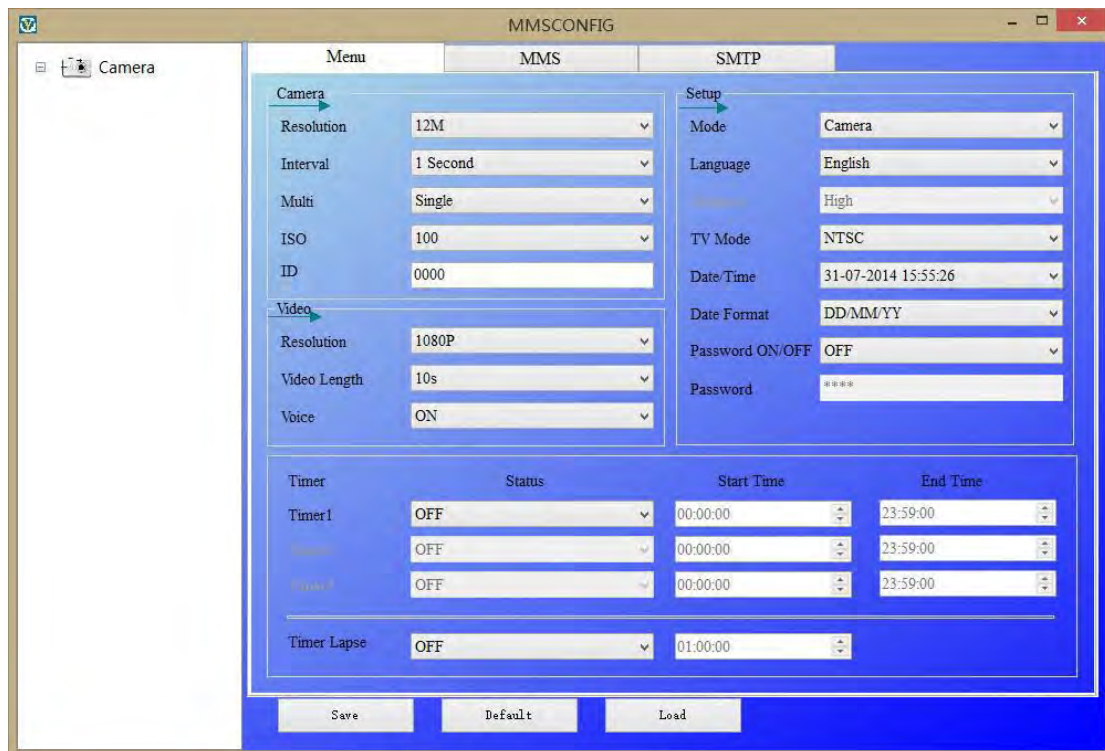 MMSCONFIG
Camera
Menu MMS SMTP
Camera
Resolution 12M
Interval 1 Second
Multi Single
ISO 100
ID 0000
Video
Resolution 1080P
Video Length 10s
Voice ON
Setup
Mode Camera
Language English
High
TV Mode NTSC
Date/Time 31-07-2014 15:55:26
Date Format DD/MM/YY
Password ON/OFF OFF
Password ****
Timer Status Start Time End Time
Timer1 OFF 00:00:00 23:59:00
OFF 00:00:00 23:59:00
OFF 00:00:00 23:59:00
Timer Lapse OFF 01:00:00
Save Default Load